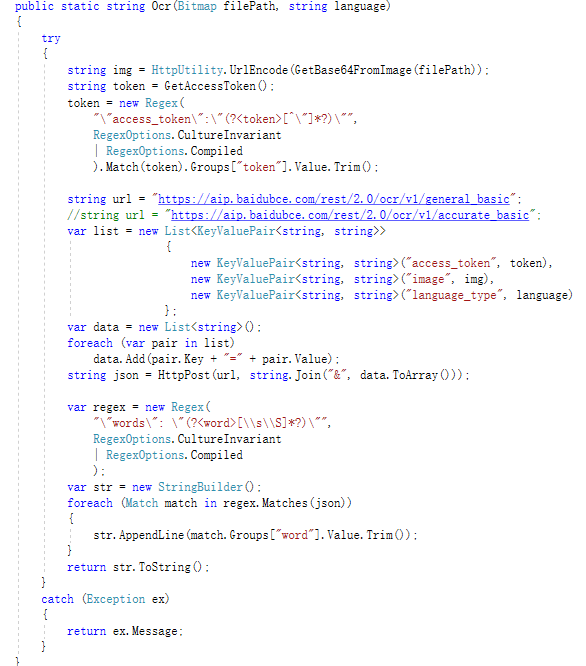 public static string Ocr(Bitmap filePath, string language)
{
    try
    {
        string img = HttpUtility.UrlEncode(GetBase64FromImage(filePath));
        string token = GetAccessToken();
        token = new Regex(
            "\"access_token\":\"(?<token>[^\"]*?)\"",
            RegexOptions.CultureInvariant
            | RegexOptions.Compiled
            ).Match(token).Groups["token"].Value.Trim();

        string url = "https://aip.baidubce.com/rest/2.0/ocr/v1/general_basic";
        //string url = "https://aip.baidubce.com/rest/2.0/ocr/v1/accurate_basic";
        var list = new List<KeyValuePair<string, string>>
                       {
                           new KeyValuePair<string, string>("access_token", token),
                           new KeyValuePair<string, string>("image", img),
                           new KeyValuePair<string, string>("language_type", language)
                       };
        var data = new List<string>();
        foreach (var pair in list)
            data.Add(pair.Key + "=" + pair.Value);
        string json = HttpPost(url, string.Join("&", data.ToArray()));

        var regex = new Regex(
            "\"words\": \"(?<word>[\\s\\S]*?)\"",
            RegexOptions.CultureInvariant
            | RegexOptions.Compiled
            );
        var str = new StringBuilder();
        foreach (Match match in regex.Matches(json))
        {
            str.AppendLine(match.Groups["word"].Value.Trim());
        }
        return str.ToString();
    }
    catch (Exception ex)
    {
        return ex.Message;
    }
}